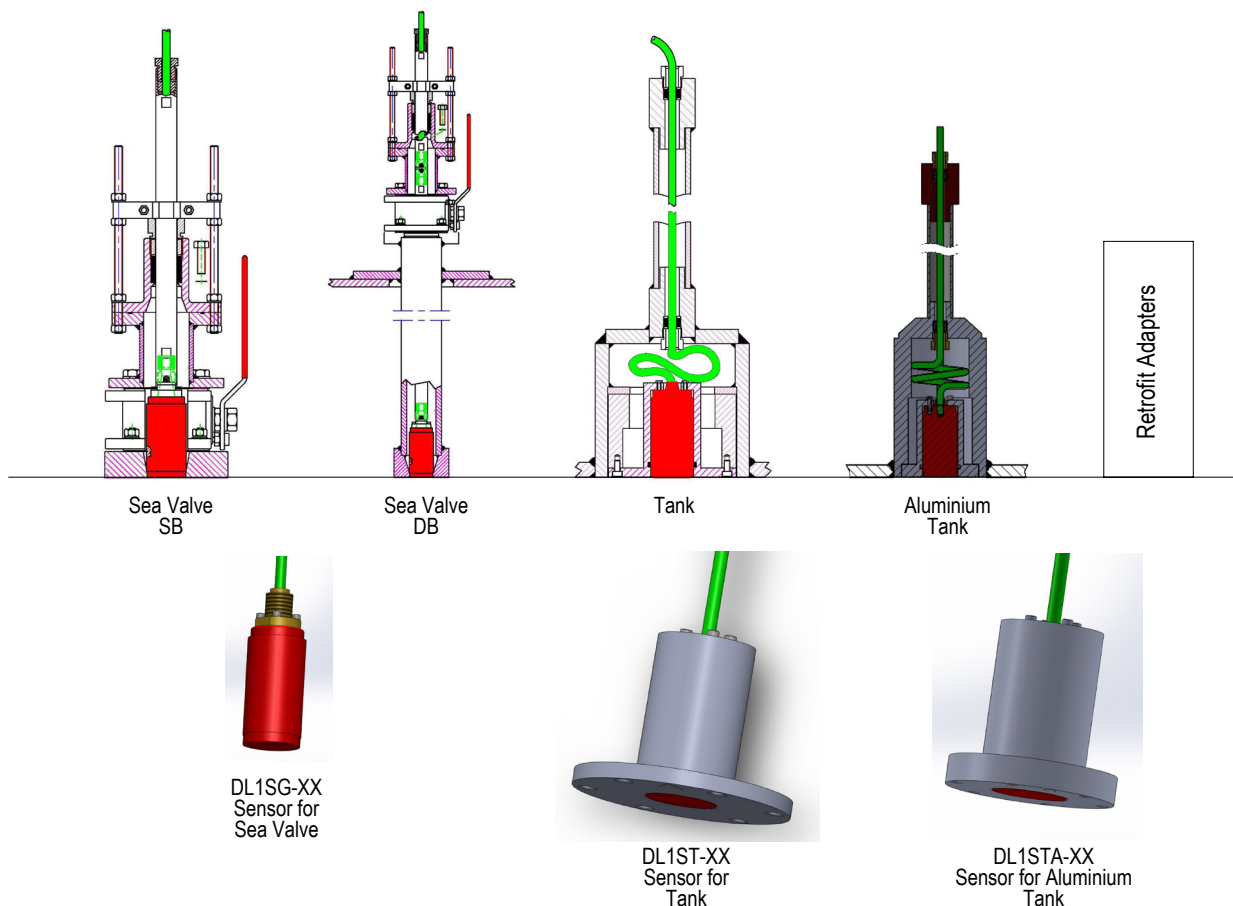 Retrofit Adapters
Sea Valve
SB
Sea Valve
DB
Tank
Aluminium
Tank
DL1SG-XX
Sensor for
Sea Valve
DL1ST-XX
Sensor for
Tank
DL1STA-XX
Sensor for Aluminium
Tank